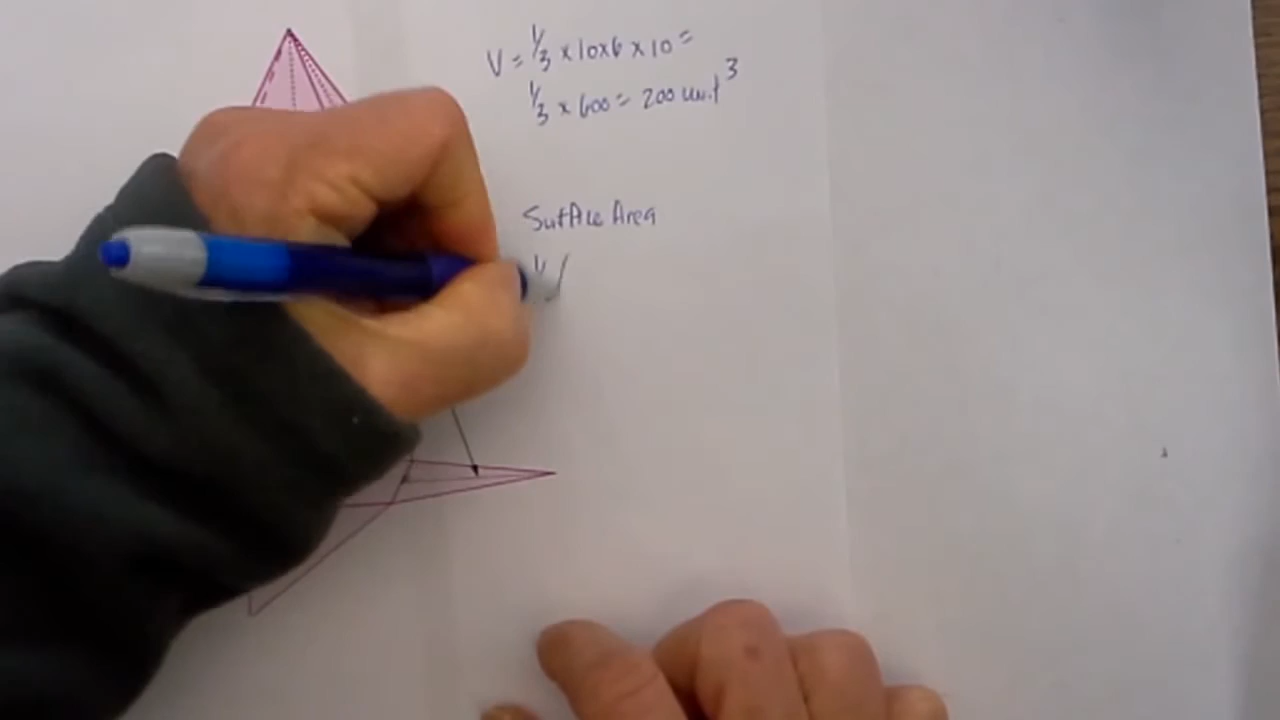 V = 1/3 x 10x6 x 10 =
1/3 x 600 = 200 unit³
Surface Area